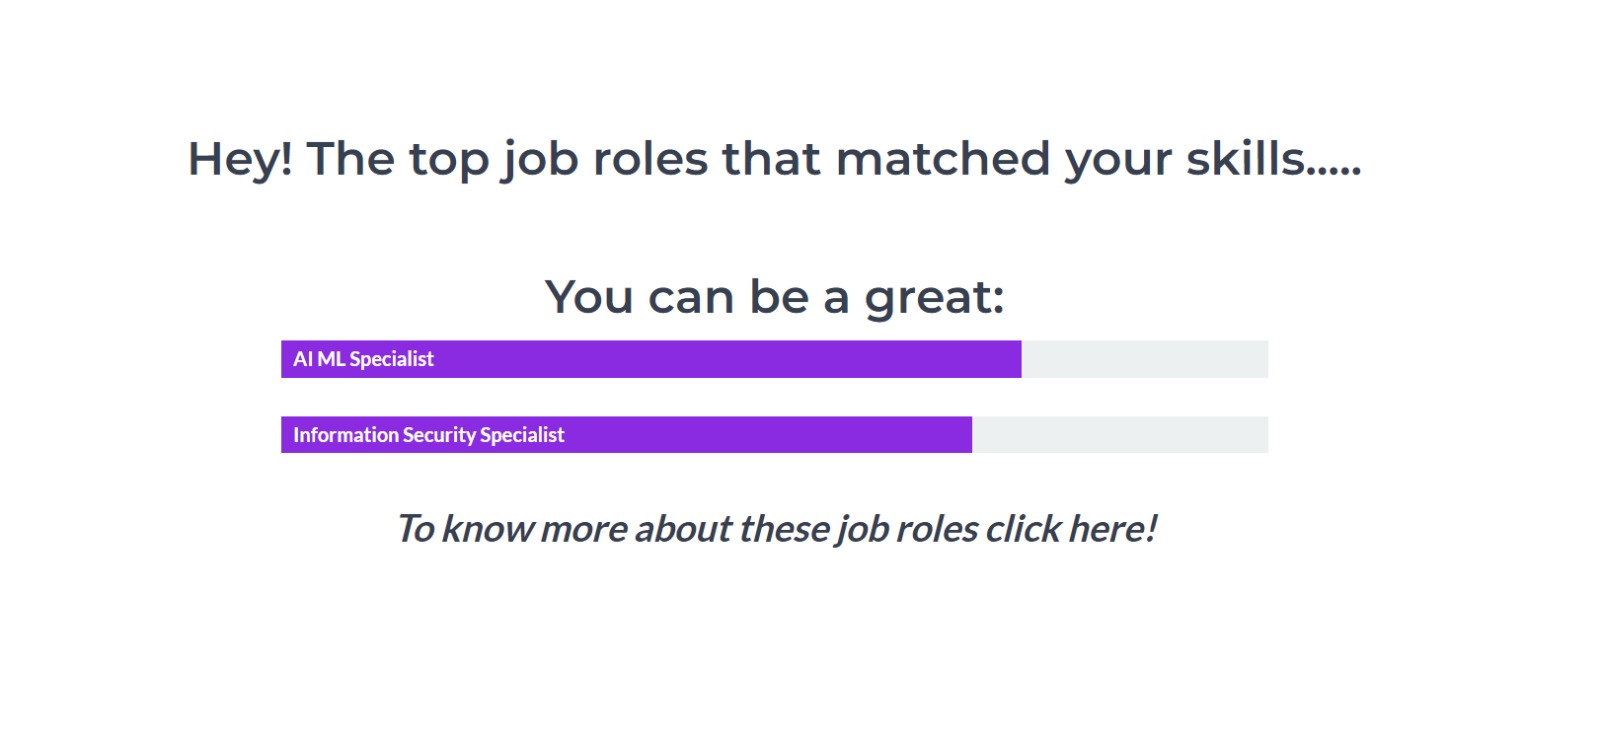 Hey! The top job roles that matched your skills.....
You can be a great:
AI ML Specialist
Information Security Specialist
To know more about these job roles click here!